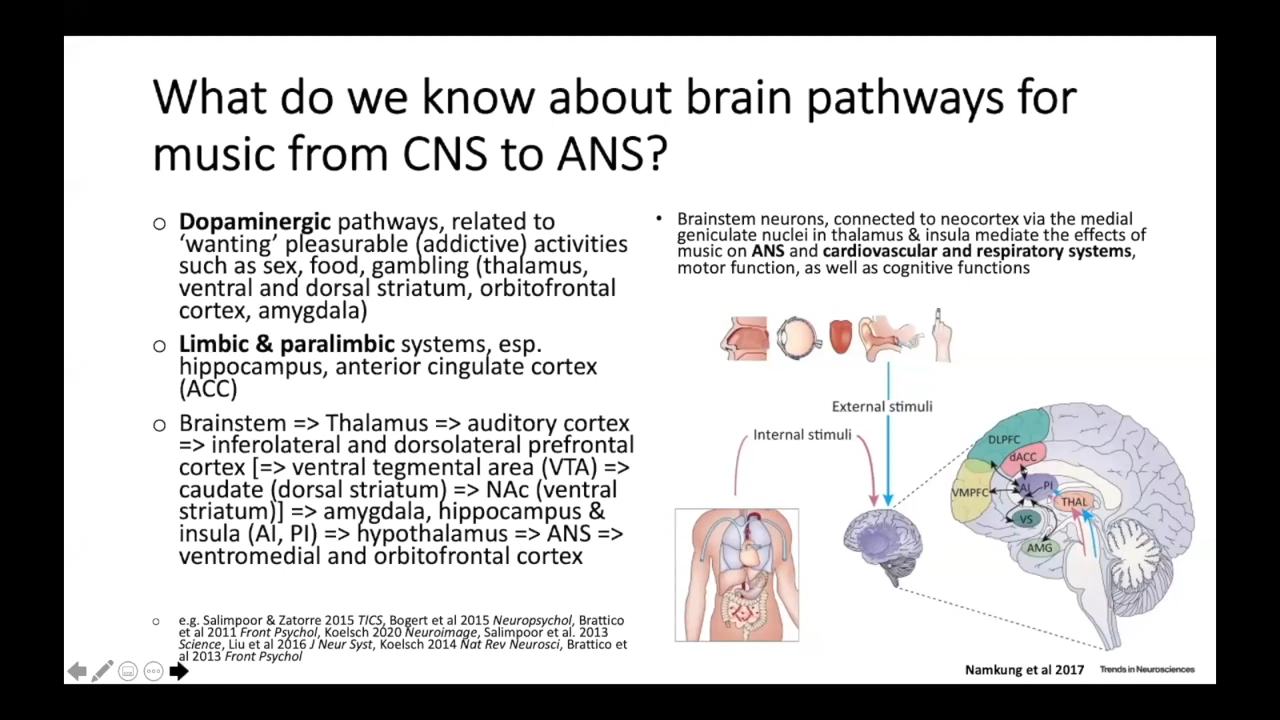 What do we know about brain pathways for
music from CNS to ANS?
○ Dopaminergic pathways, related to
‘wanting’ pleasurable (addictive) activities
such as sex, food, gambling (thalamus,
ventral and dorsal striatum, orbitofrontal
cortex, amygdala)
○ Limbic & paralimbic systems, esp.
hippocampus, anterior cingulate cortex
(ACC)
○ Brainstem => Thalamus => auditory cortex
=> inferolateral and dorsolateral prefrontal
cortex [=> ventral tegmental area (VTA) =>
caudate (dorsal striatum) => NAc (ventral
striatum)] => amygdala, hippocampus &
insula (AI, PI) => hypothalamus => ANS =>
ventromedial and orbitofrontal cortex
○ e.g. Salimpoor & Zatorre 2015 TICS, Bogert et al 2015 Neuropsychol, Brattico
et al 2011 Front Psychol, Koelsch 2020 Neuroimage, Salimpoor et al. 2013
Science, Liu et al 2016 J Neur Syst, Koelsch 2014 Nat Rev Neurosci, Brattico et
al 2013 Front Psychol
• Brainstem neurons, connected to neocortex via the medial
geniculate nuclei in thalamus & insula mediate the effects of
music on ANS and cardiovascular and respiratory systems,
motor function, as well as cognitive functions
External stimuli
Internal stimuli
DLPFC
dACC
VMPFC
AI
PI
THAL
VS
AMG
Namkung et al 2017
Trends in Neurosciences